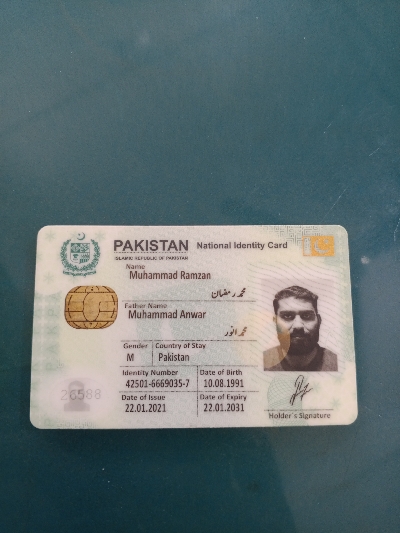 PAKISTAN National Identity Card
ISLAMIC REPUBLIC OF PAKISTAN
Name
Muhammad Ramzan
محمد رمضان
Father Name
Muhammad Anwar
محمد انور
Gender Country of Stay
M Pakistan
Identity Number Date of Birth
42501-6669035-7 10.08.1991
Date of Issue Date of Expiry
22.01.2021 22.01.2031
Holder's Signature